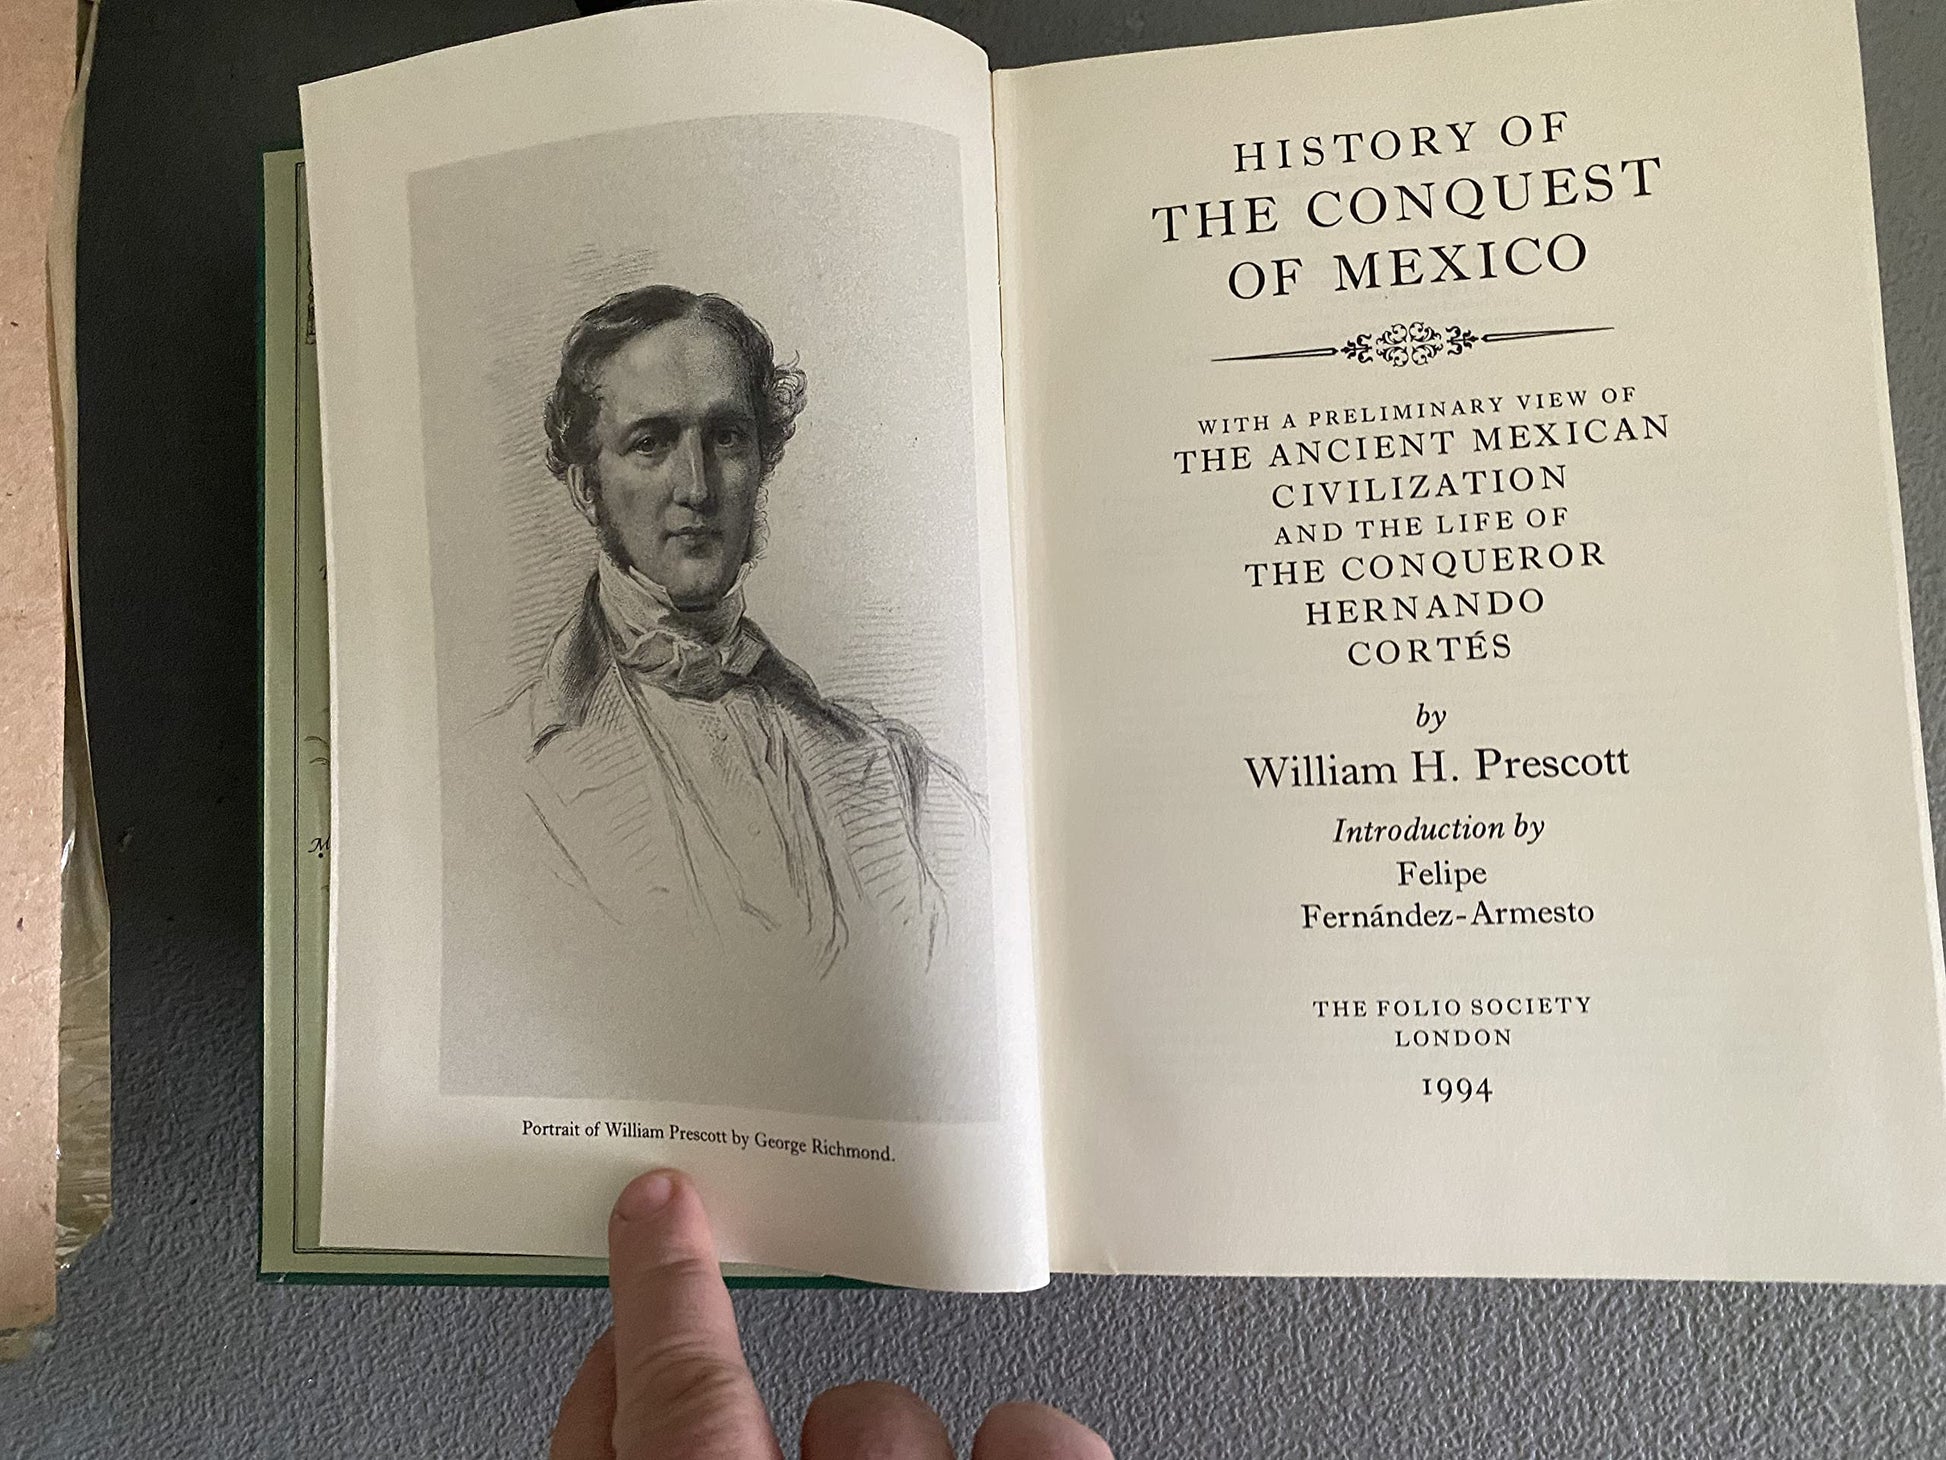 Portrait of William Prescott by George Richmond.
HISTORY OF
THE CONQUEST
OF MEXICO
WITH A PRELIMINARY VIEW OF
THE ANCIENT MEXICAN
CIVILIZATION
AND THE LIFE OF
THE CONQUEROR
HERNANDO
CORTÉS
by
William H. Prescott
Introduction by
Felipe
Fernández-Armesto
THE FOLIO SOCIETY
LONDON
1994